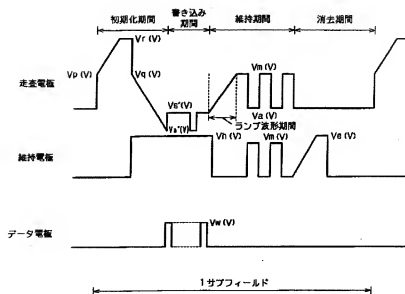 初期化期間
書き込み
期間
維持期間
消去期間
Vr (V)
Vp (V)
Vq (V)
Vm (V)
走査電極
Vs" (V)
Va (V)
ランプ波形期間
Vh (V)
Vm (V)
Ve (V)
維持電極
Vw (V)
データ電極
1サブフィールド